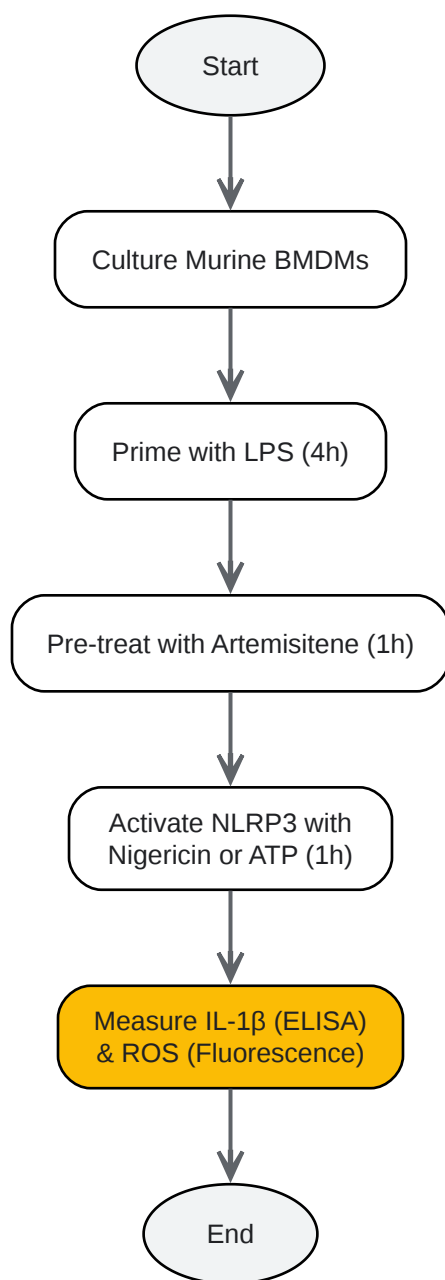 Start
Culture Murine BMDMs
Prime with LPS (4h)
Pre-treat with Artemisitene (1h)
Activate NLRP3 with
Nigericin or ATP (1h)
Measure IL-1β (ELISA)
& ROS (Fluorescence)
End